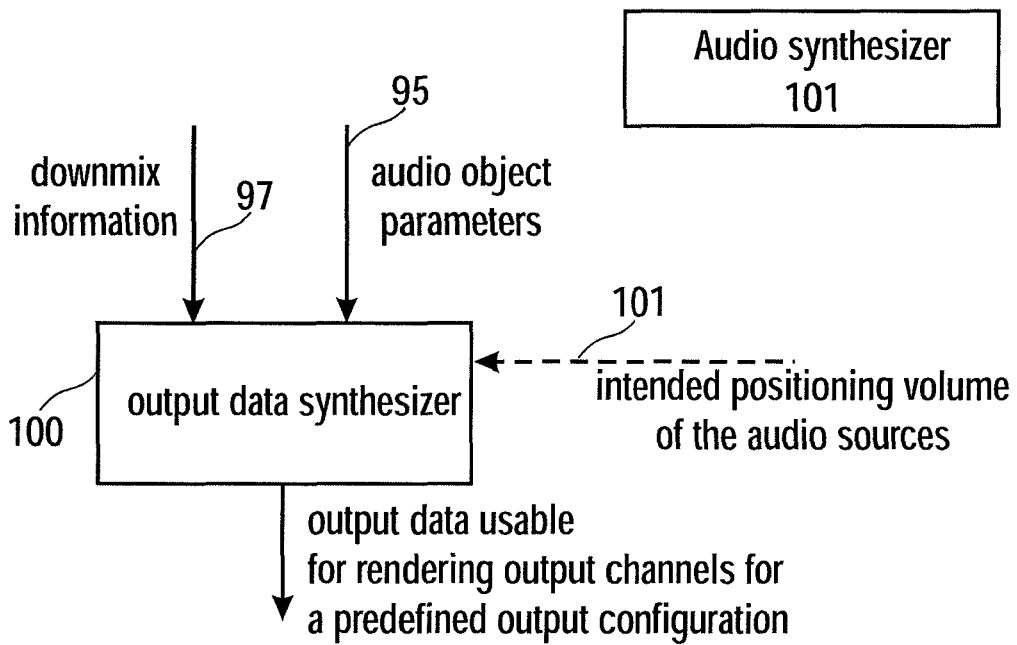 Audio synthesizer
101
95
downmix
information
97
audio object
parameters
101
output data synthesizer
intended positioning volume
of the audio sources
100
output data usable
for rendering output channels for
a predefined output configuration